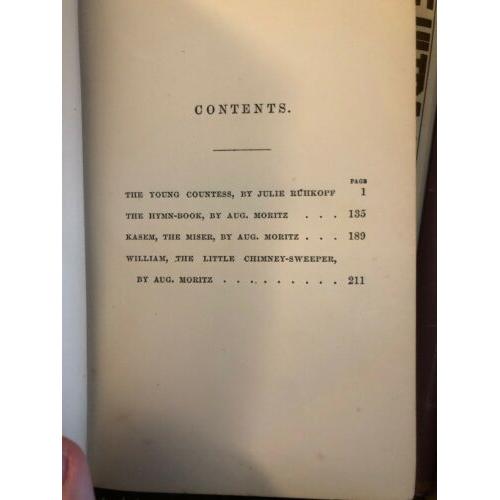 CONTENTS.
PAGE
THE YOUNG COUNTESS, BY JULIE RÜHKOPF 1
THE HYMN-BOOK, BY AUG. MORITZ . . . 135
KASEM, THE MISER, BY AUG. MORITZ . . . 189
WILLIAM, THE LITTLE CHIMNEY-SWEEPER,
BY AUG. MORITZ . . . . . . . . . 211